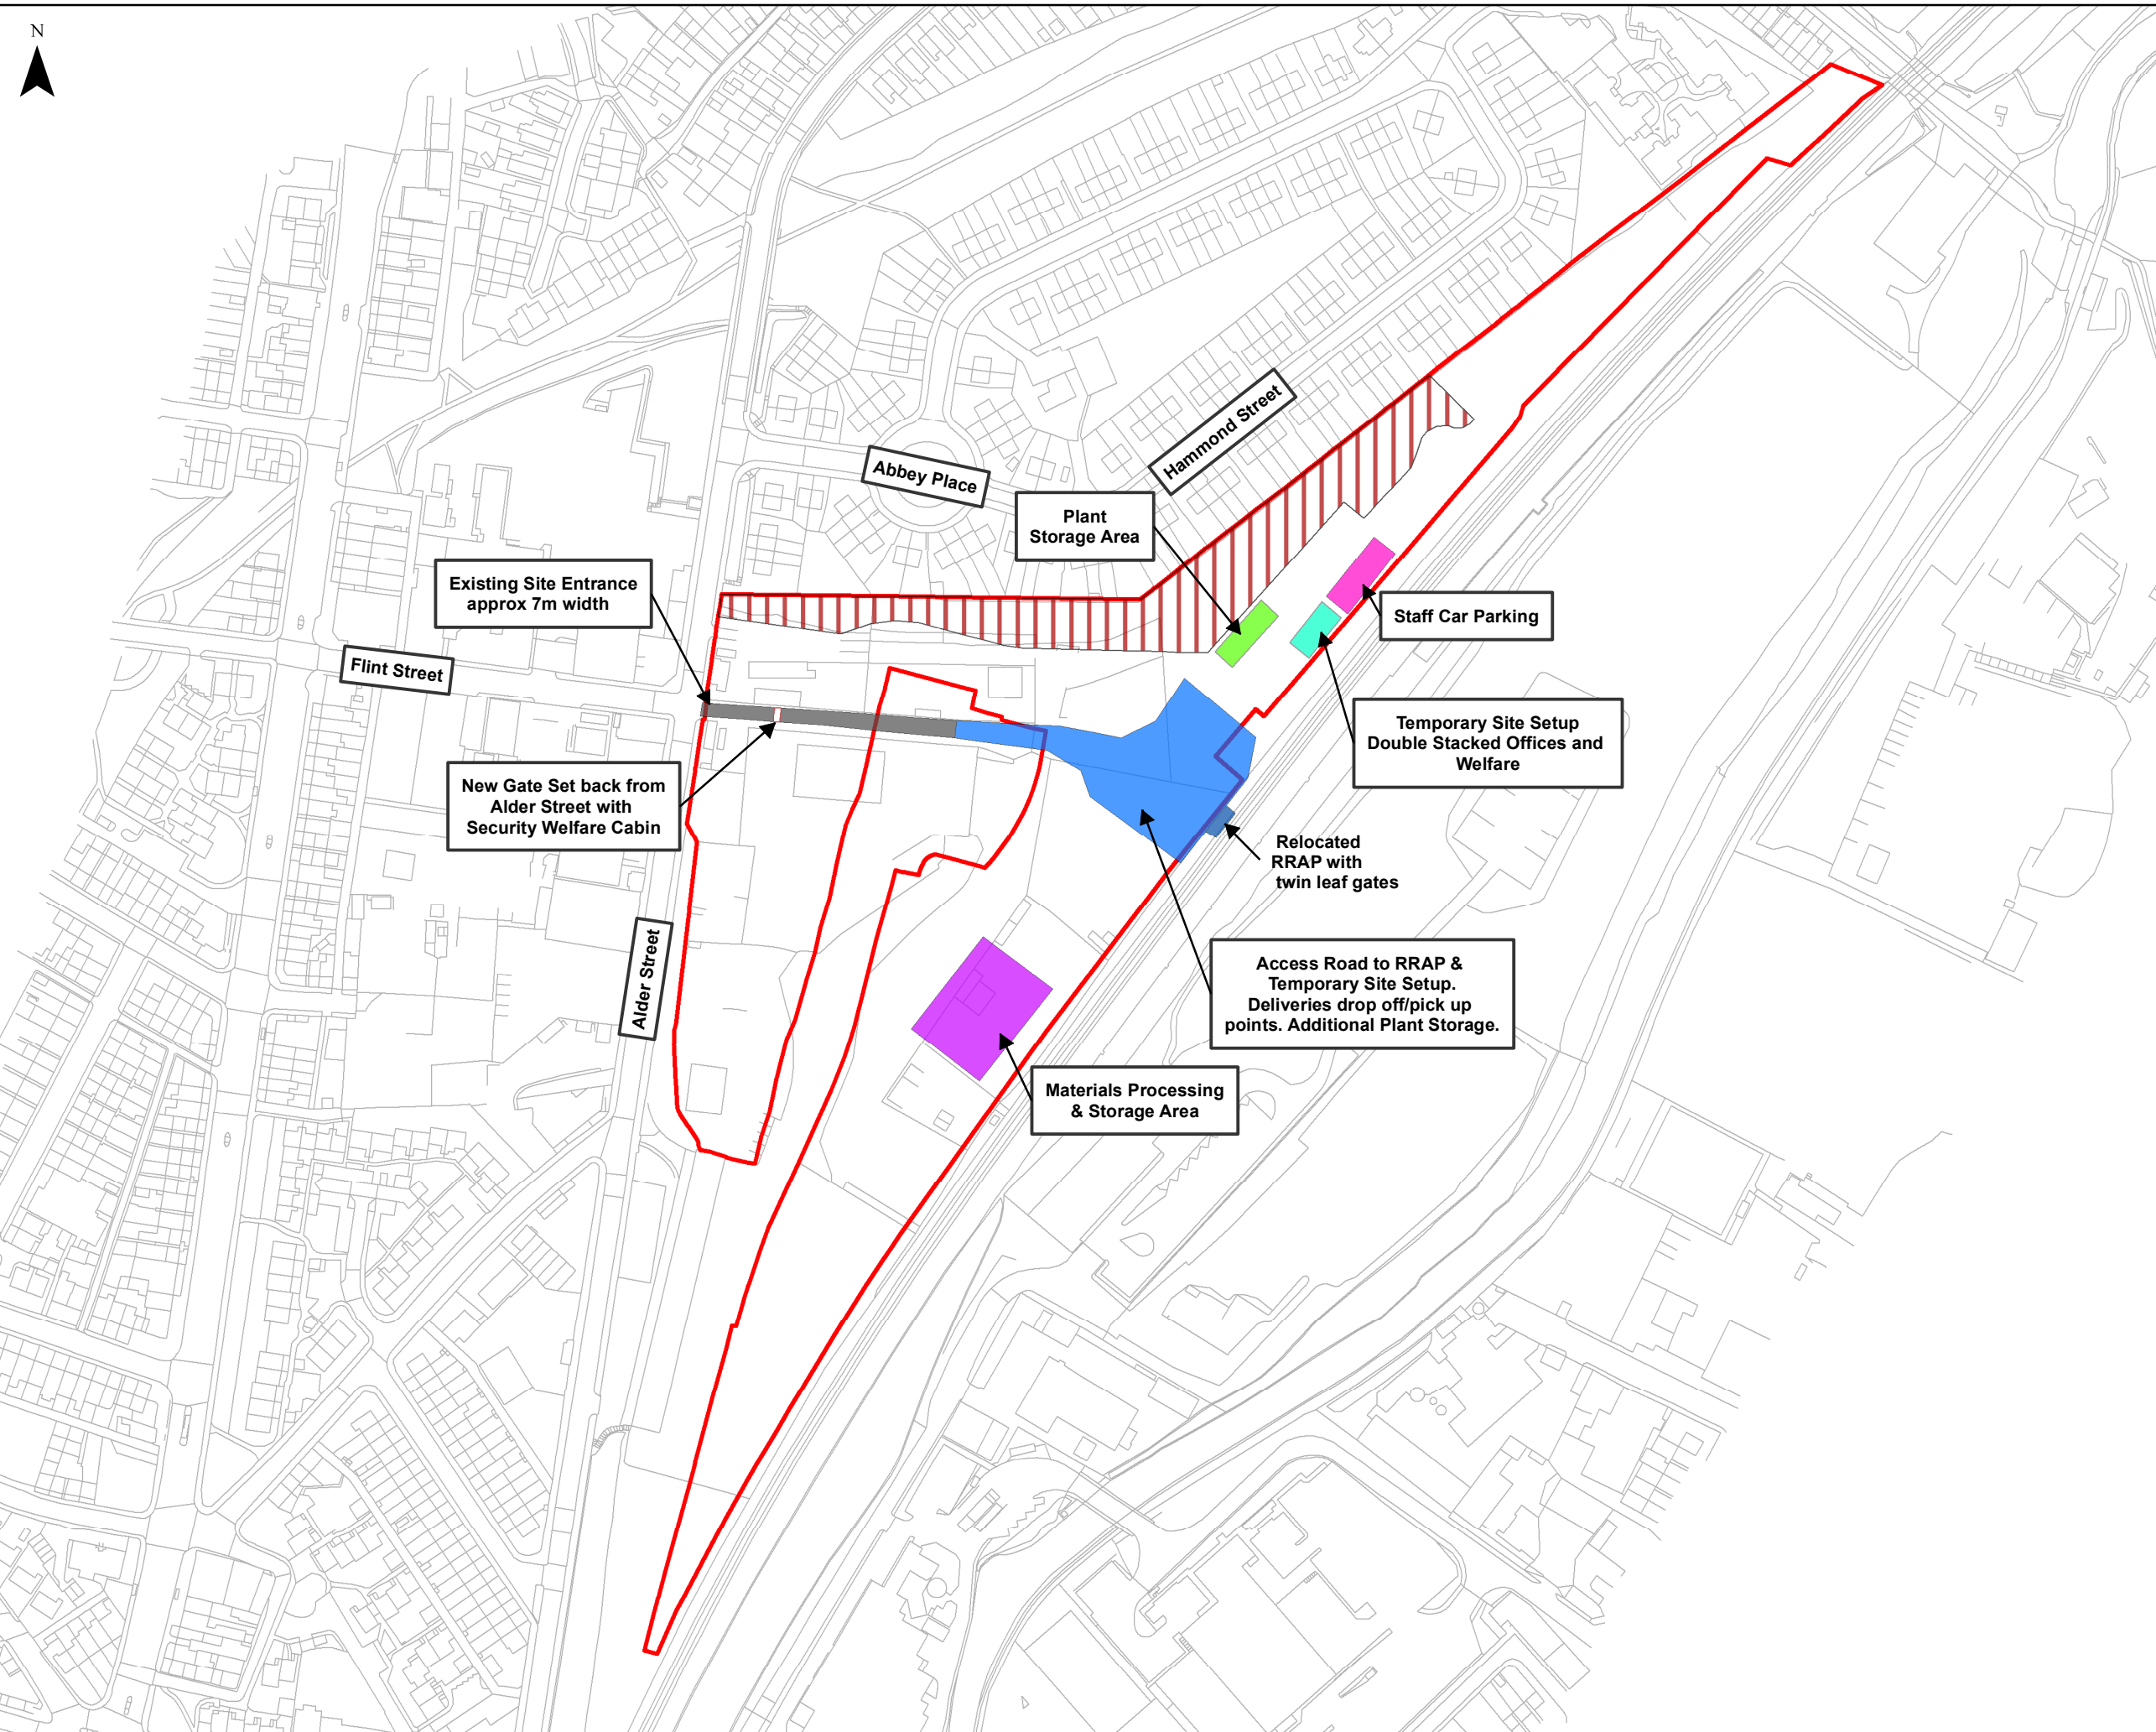 N
Hammond Street
Abbey Place
Plant
Storage Area
Existing Site Entrance
approx 7m width
Staff Car Parking
Flint Street
Temporary Site Setup
Double Stacked Offices and
Welfare
New Gate Set back from
Alder Street with
Security Welfare Cabin
Relocated
RRAP with
twin leaf gates
Alder Street
Access Road to RRAP &
Temporary Site Setup.
Deliveries drop off/pick up
points. Additional Plant Storage.
Materials Processing
& Storage Area